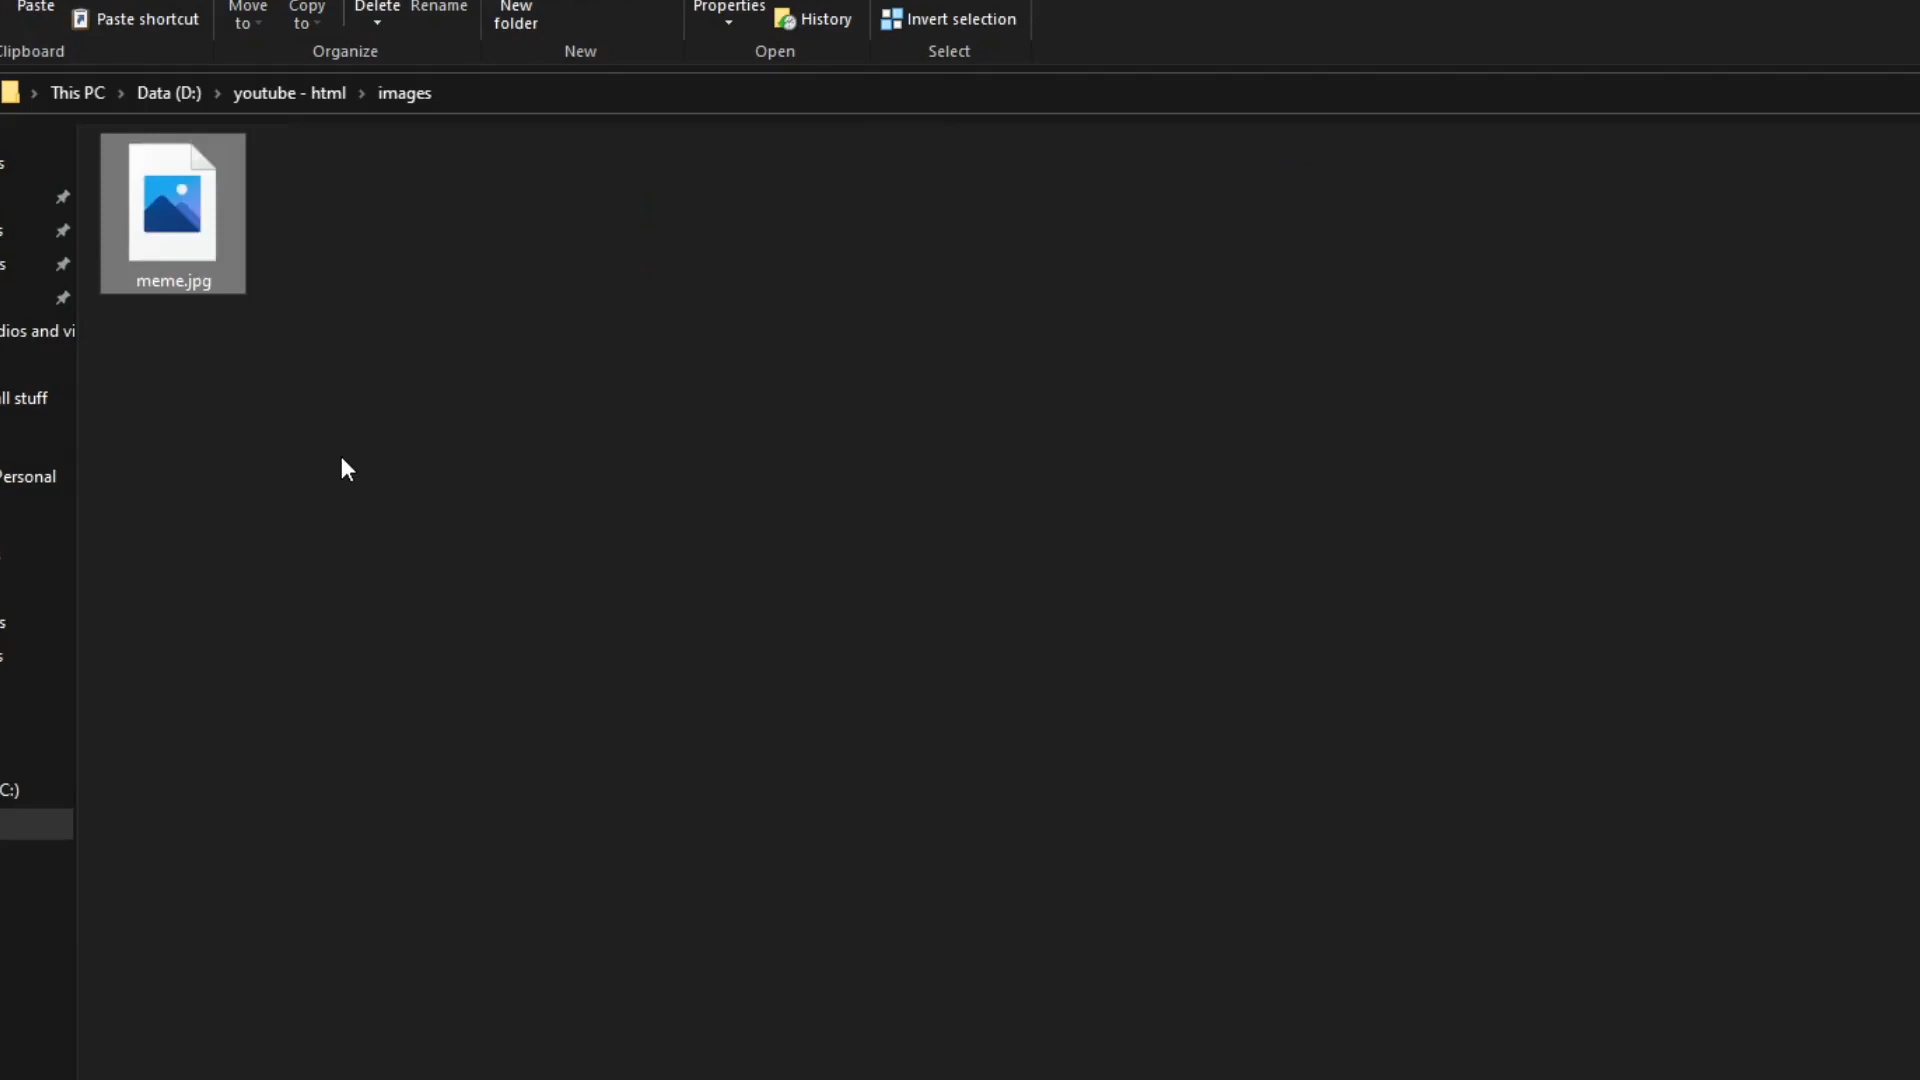 Paste
Paste shortcut
Move
to
Copy
to
Delete
Rename
New
folder
Properties
History
Invert selection
Clipboard
Organize
New
Open
Select
This PC > Data (D:) > youtube - html > images
meme.jpg
dios and vi
ll stuff
Personal
C:)